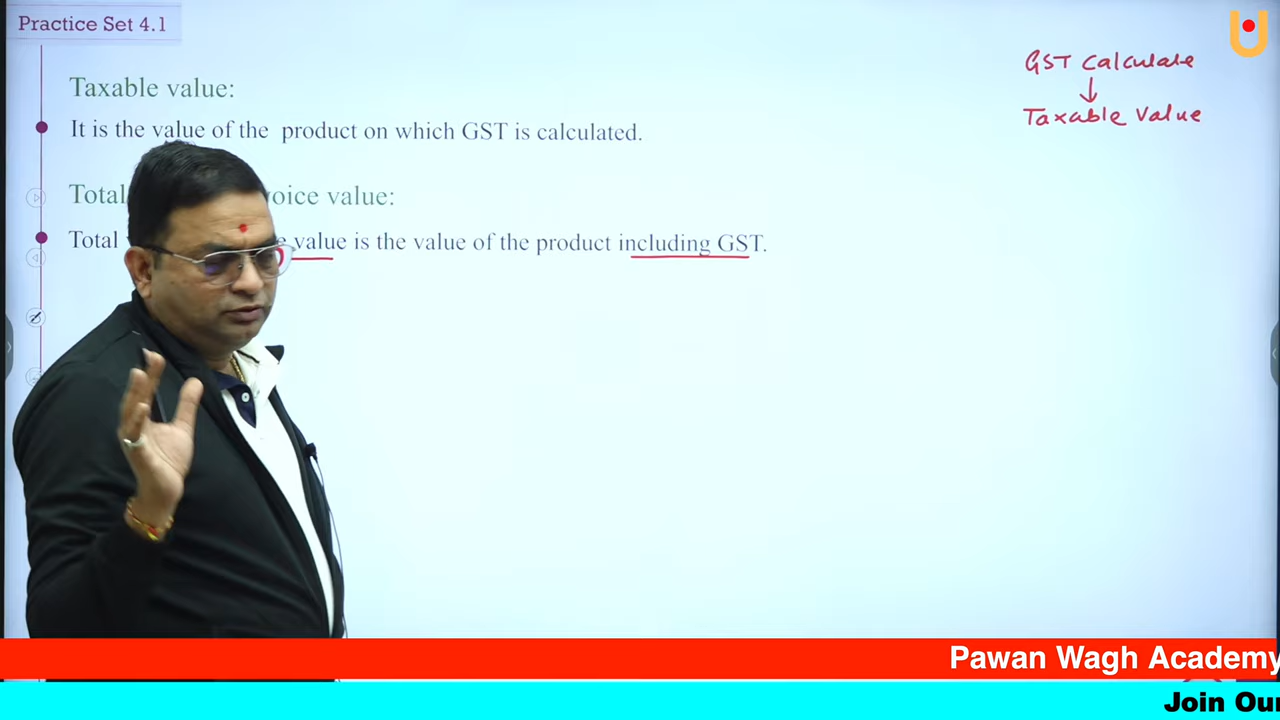 Practice Set 4.1
GST Calculate
↓
Taxable Value
Taxable value:
It is the value of the product on which GST is calculated.
Total voice value:
Total value is the value of the product including GST.
Pawan Wagh Academy
Join Our